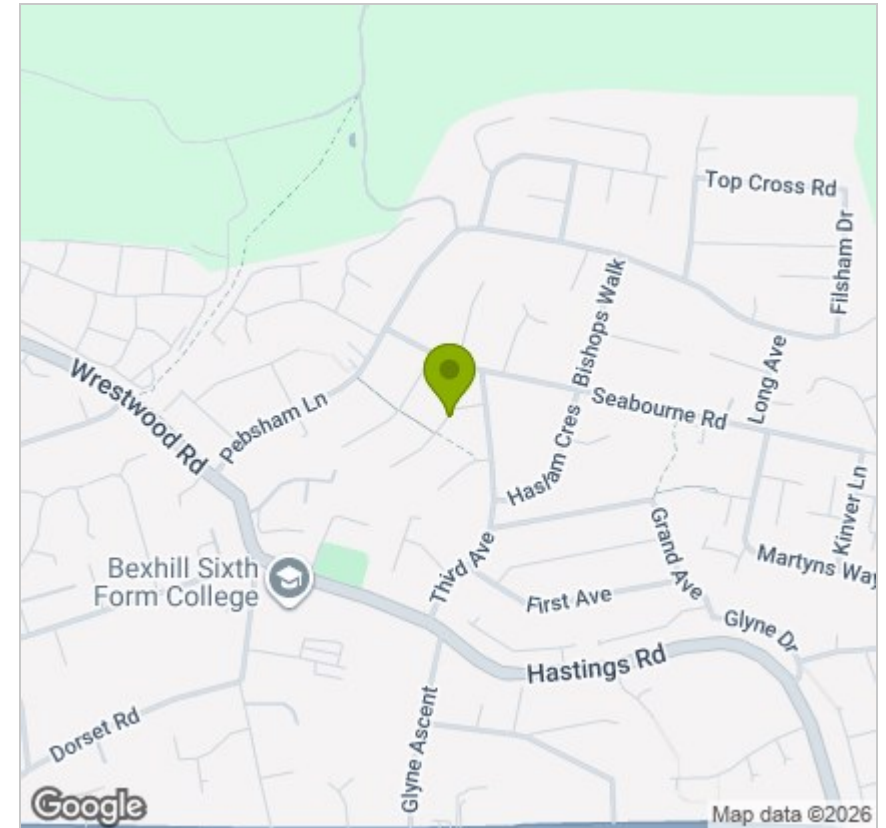 Top Cross Rd
Filsham Dr
Bishops Walk
Long Ave
Wrestwood Rd
Pebsham Ln
Seabourne Rd
Haslam Cres
Kinver Ln
Grand Ave
Martyns Way
Third Ave
Bexhill Sixth
Form College
First Ave
Glyne Dr
Hastings Rd
Dorset Rd
Glyne Ascent
Google
Map data ©2026